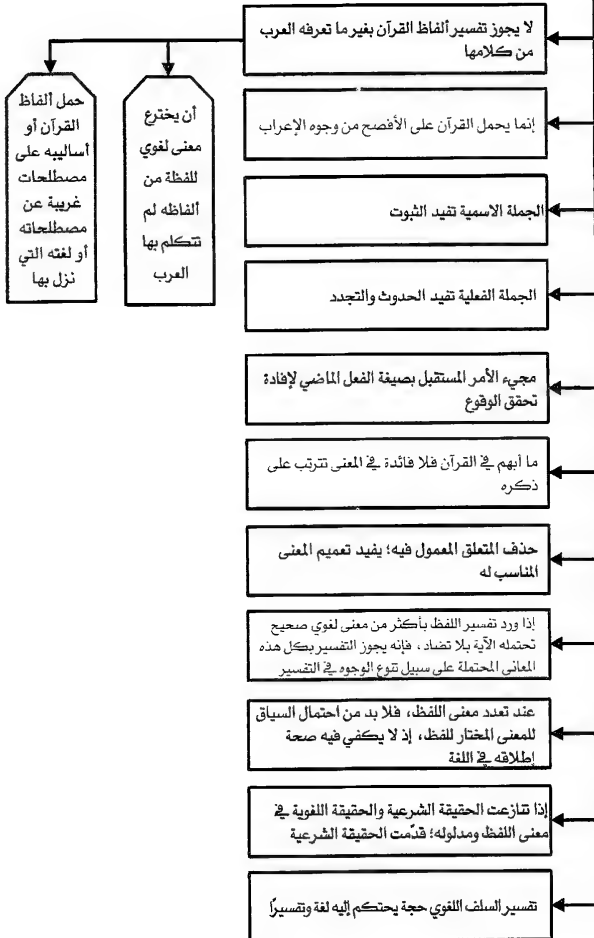 لا يجوز تفسير ألفاظ القرآن بغير ما تعرفه العرب
من كلامها
أن يخترع
معنى لغوي
للفظة من
ألفاظه لم
تتكلم بها
العرب
حمل ألفاظ
القرآن أو
أساليبه على
مصطلحات
غريبة عن
مصطلحاته
أو لغته التي
نزل بها
إنما يحمل القرآن على الأفصح من وجوه الإعراب
الجملة الاسمية تفيد الثبوت
الجملة الفعلية تفيد الحدوث والتجدد
مجيء الأمر المستقبل بصيغة الفعل الماضي لإفادة
تحقق الوقوع
ما أبهم في القرآن فلا فائدة في المعنى تترتب على
ذكره
حذف المتعلق المعمول فيه؛ يفيد تعميم المعنى
المناسب له
إذا ورد تفسير اللفظ بأكثر من معنى لغوي صحيح
تحتمله الآية بلا تضاد، فإنه يجوز التفسير بكل هذه
المعاني المحتملة على سبيل تنوع الوجوه في التفسير
عند تعدد معنى اللفظ، فلا بد من احتمال السياق
للمعنى المختار للفظ، إذ لا يكفي فيه صحة
إطلاقه في اللغة
إذا تنازعت الحقيقة الشرعية والحقيقة اللغوية في
معنى اللفظ ومدلوله؛ قدّمت الحقيقة الشرعية
تفسير السلف اللغوي حجة يحتكم إليه لغة وتفسيرًا